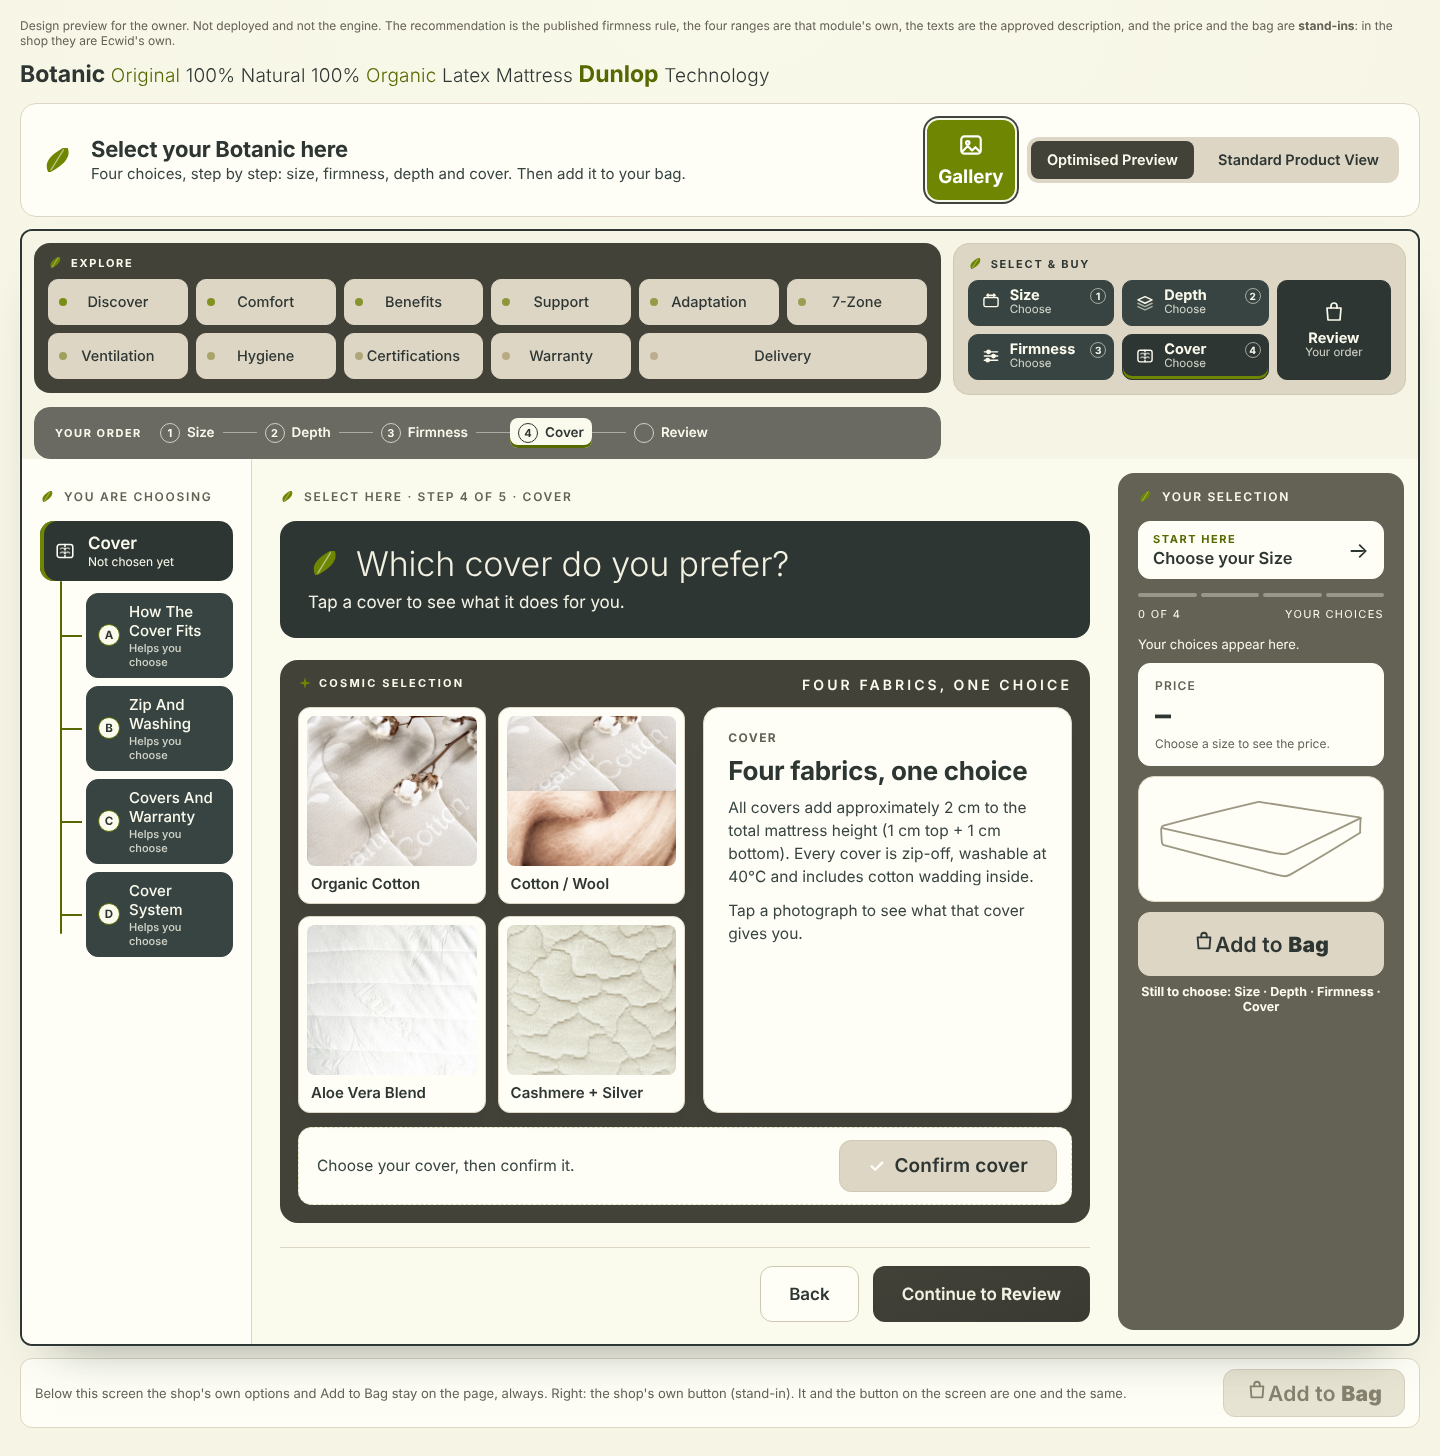 Design preview for the owner. Not deployed and not the engine. The recommendation is the published firmness rule, the four ranges are that module's own, the texts are the approved description, and the price and the bag are stand-ins: in the
shop they are Ecwid's own.
Botanic Original 100% Natural 100% Organic Latex Mattress Dunlop Technology
Select your Botanic here
Four choices, step by step: size, firmness, depth and cover. Then add it to your bag.
Gallery
Optimised Preview
Standard Product View
EXPLORE
Discover
Comfort
Benefits
Support
Adaptation
7-Zone
Ventilation
Hygiene
Certifications
Warranty
Delivery
SELECT & BUY
Size
Choose
1
Depth
Choose
2
Firmness
Choose
3
Cover
Choose
4
Review
Your order
YOUR ORDER
1 Size
2 Depth
3 Firmness
4 Cover
Review
YOU ARE CHOOSING
Cover
Not chosen yet
A
How The
Cover Fits
Helps you
choose
B
Zip And
Washing
Helps you
choose
C
Covers And
Warranty
Helps you
choose
D
Cover
System
Helps you
choose
SELECT HERE · STEP 4 OF 5 · COVER
Which cover do you prefer?
Tap a cover to see what it does for you.
COSMIC SELECTION
FOUR FABRICS, ONE CHOICE
Cotton
Organic Cotton
Cotton
Cotton / Wool
Aloe Vera Blend
Cashmere + Silver
COVER
Four fabrics, one choice
All covers add approximately 2 cm to the
total mattress height (1 cm top + 1 cm
bottom). Every cover is zip-off, washable at
40°C and includes cotton wadding inside.
Tap a photograph to see what that cover
gives you.
Choose your cover, then confirm it.
Confirm cover
Back
Continue to Review
YOUR SELECTION
START HERE
Choose your Size
0 OF 4
YOUR CHOICES
Your choices appear here.
PRICE
–
Choose a size to see the price.
Add to Bag
Still to choose: Size · Depth · Firmness ·
Cover
Below this screen the shop's own options and Add to Bag stay on the page, always. Right: the shop's own button (stand-in). It and the button on the screen are one and the same.
Add to Bag